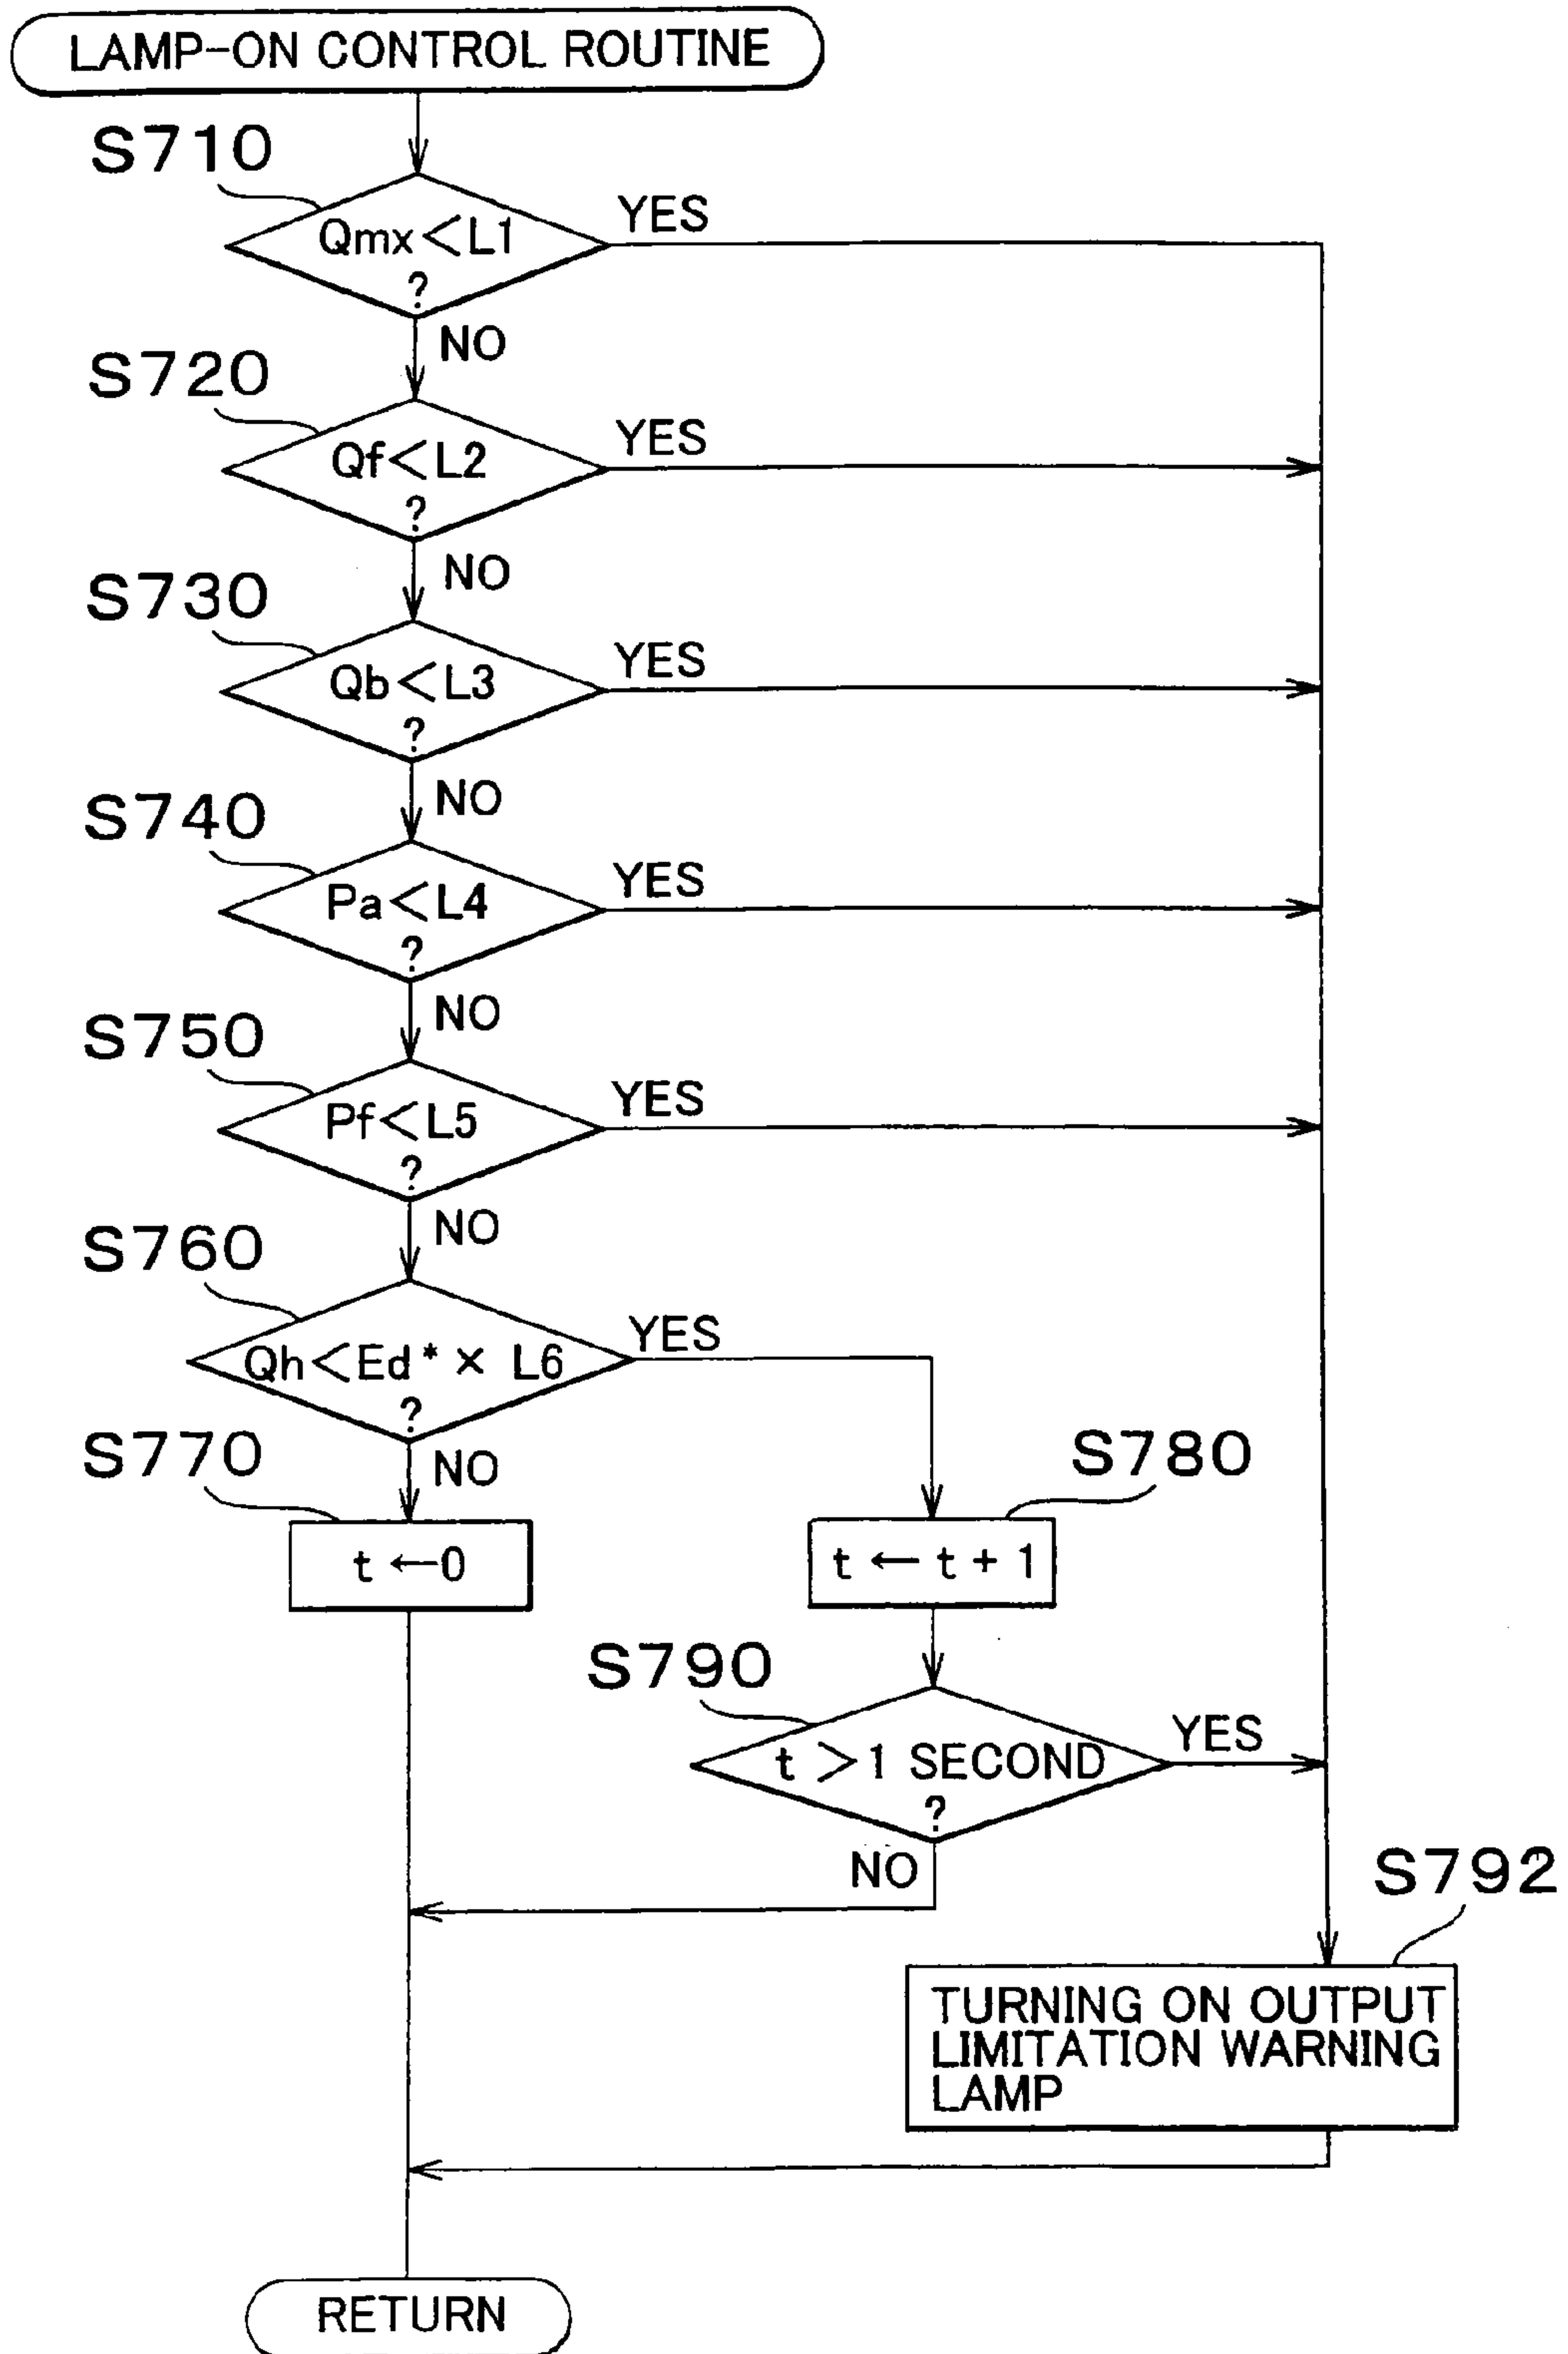 LAMP-ON CONTROL ROUTINE
S710
Qmx<L1
?
YES
NO
S720
Qf<L2
?
YES
NO
S730
Qb<L3
?
YES
NO
S740
Pa<L4
?
YES
NO
S750
Pf<L5
?
YES
NO
S760
Qh<Ed* × L6
?
YES
NO
S770
t ←0
S780
t ← t + 1
S790
t >1 SECOND
?
YES
NO
S792
TURNING ON OUTPUT
LIMITATION WARNING
LAMP
RETURN